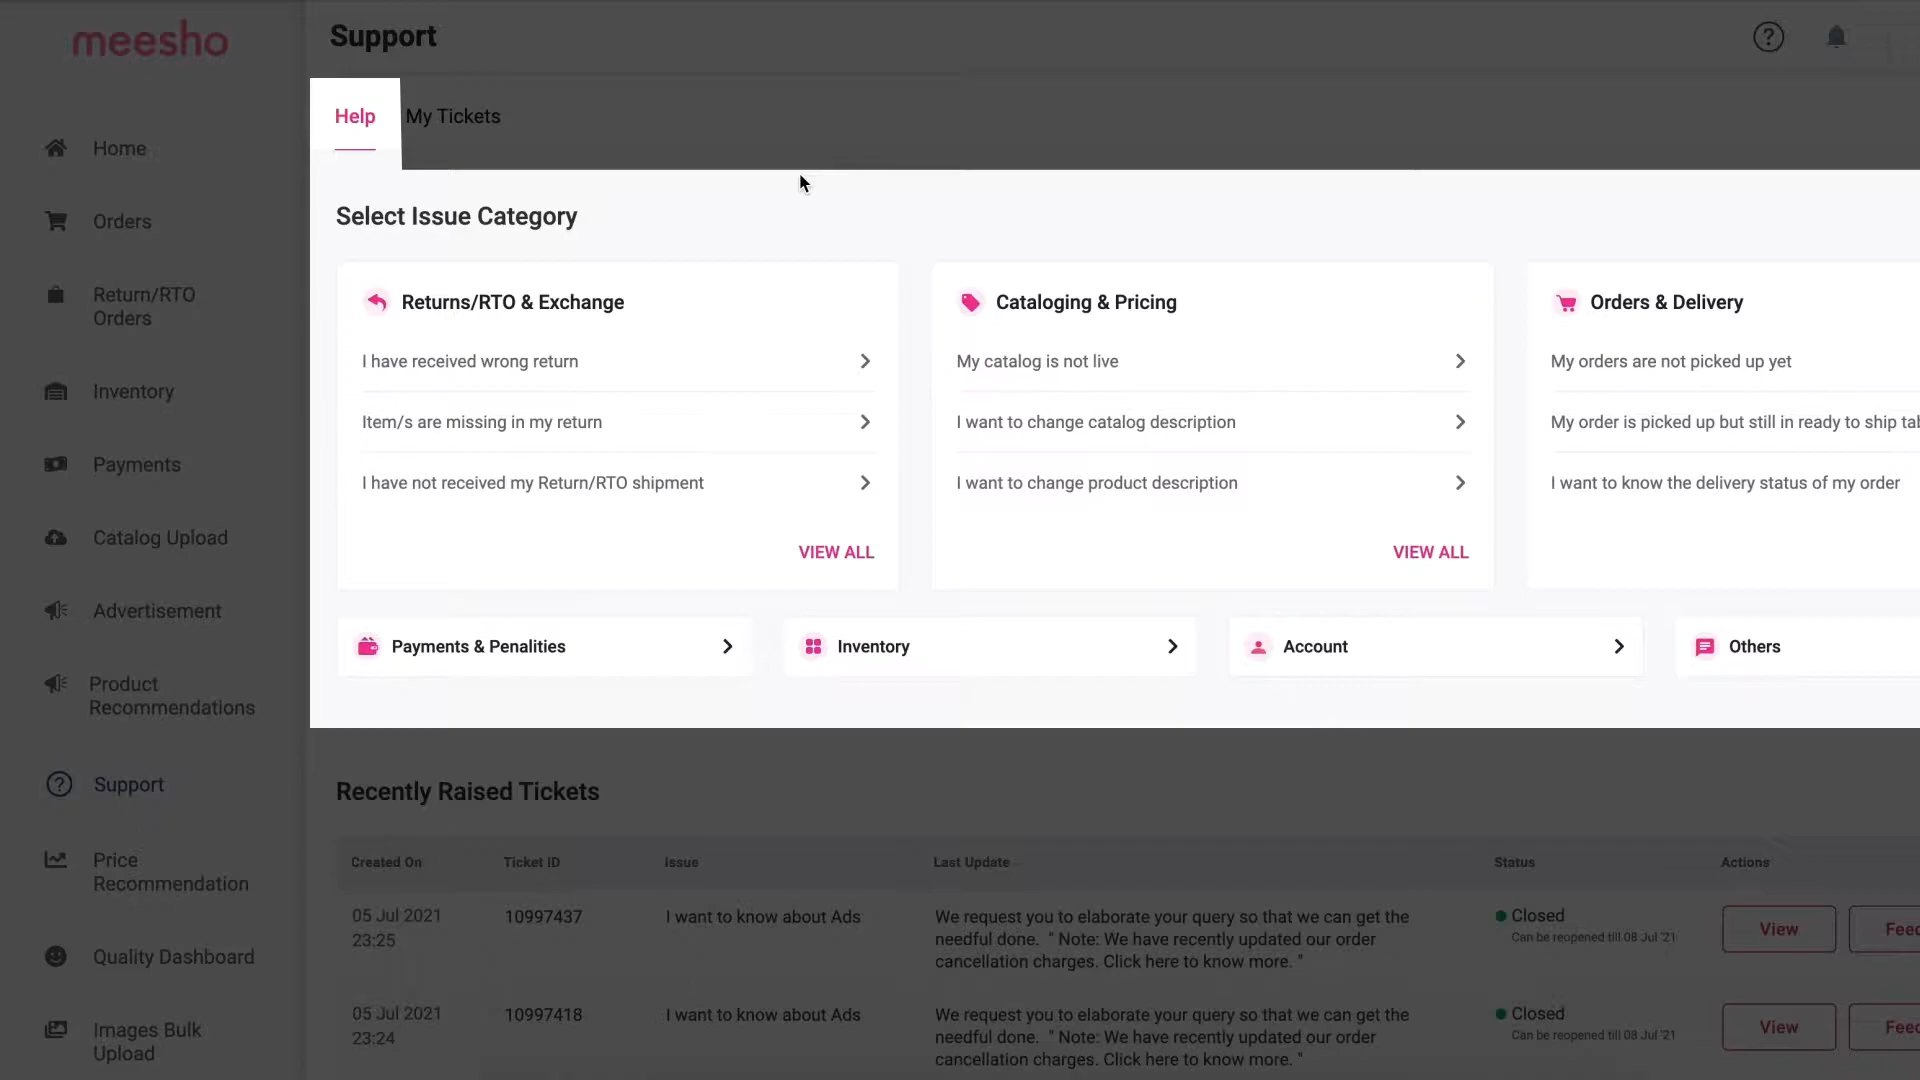 meesho
Support
Help
My Tickets
Home
Orders
Return/RTO
Orders
Inventory
Payments
Catalog Upload
Advertisement
Product
Recommendations
Support
Price
Recommendation
Quality Dashboard
Images Bulk
Upload
Select Issue Category
Returns/RTO & Exchange
I have received wrong return
Item/s are missing in my return
I have not received my Return/RTO shipment
VIEW ALL
Cataloging & Pricing
My catalog is not live
I want to change catalog description
I want to change product description
VIEW ALL
Orders & Delivery
My orders are not picked up yet
My order is picked up but still in ready to ship tab
I want to know the delivery status of my order
Payments & Penalities
Inventory
Account
Others
Recently Raised Tickets
Created On Ticket ID Issue Last Update Status Actions
05 Jul 2021
23:25
10997437
I want to know about Ads
We request you to elaborate your query so that we can get the
needful done. " Note: We have recently updated our order
cancellation charges. Click here to know more. "
Closed
Can be reopened till 08 Jul '21
View
Feed
05 Jul 2021
23:24
10997418
I want to know about Ads
We request you to elaborate your query so that we can get the
needful done. " Note: We have recently updated our order
cancellation charges. Click here to know more. "
Closed
Can be reopened till 08 Jul '21
View
Feed